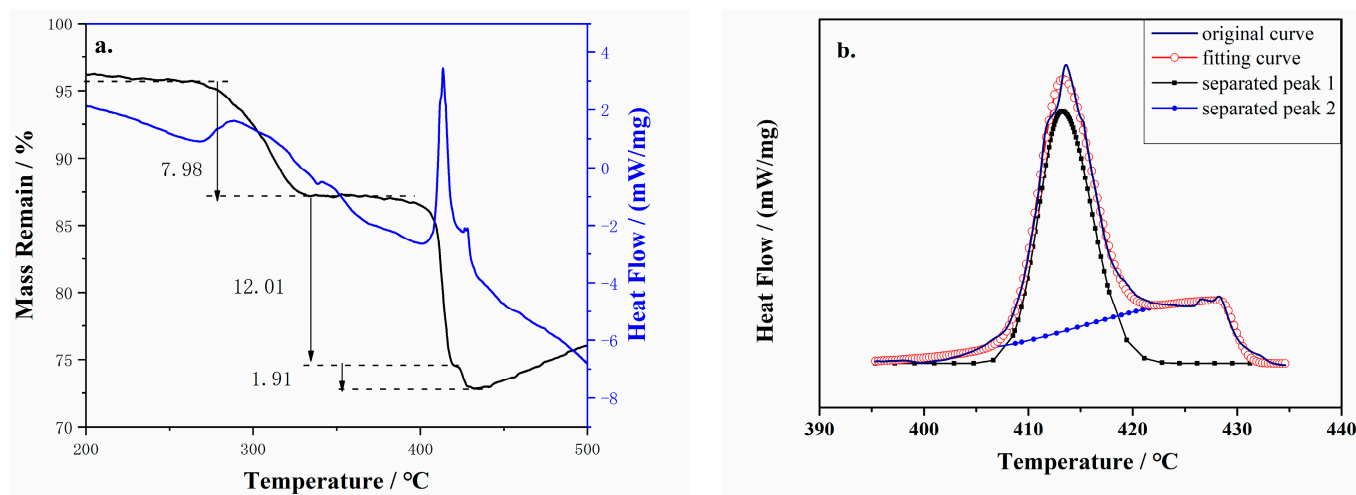 a.
100
95
90
85
80
75
70
Mass Remain / %
7.98
12.01
1.91
4
2
0
-2
-4
-6
-8
Heat Flow / (mW/mg)
200
300
400
500
Temperature / °C
b.
original curve
fitting curve
separated peak 1
separated peak 2
Heat Flow / (mW/mg)
390
400
410
420
430
440
Temperature / °C